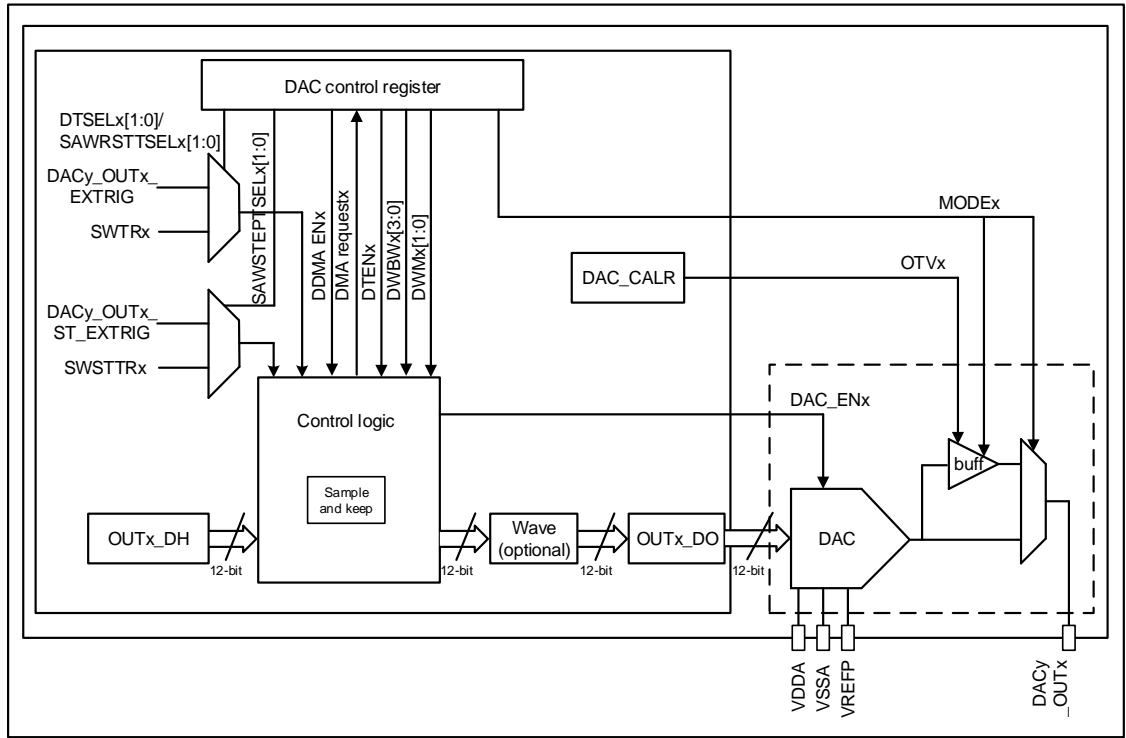 DAC control register
DTSELx[1:0]/
SAWRSTTSELx[1:0]
DACy_OUTx_
EXTRIG
SWTRx
SAWSTEPTSELx[1:0]
DDMA ENx
DMA requestx
DTENx
DWBWx[3:0]
DWMx[1:0]
MODEx
DAC_CALR
OTVx
DACy_OUTx_
ST_EXTRIG
SWSTTRx
Control logic
DAC_ENx
buff
Sample
and keep
OUTx_DH
12-bit
12-bit
Wave
(optional)
12-bit
OUTx_DO
12-bit
DAC
VDDA
VSSA
VREFP
DACy
_OUTx